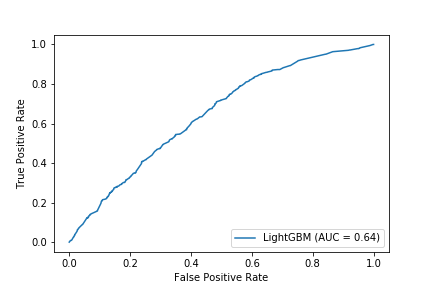 True Positive Rate
1.0
0.8
0.6
0.4
0.2
0.0
LightGBM (AUC = 0.64)
0.0 0.2 0.4 0.6 0.8 1.0
False Positive Rate